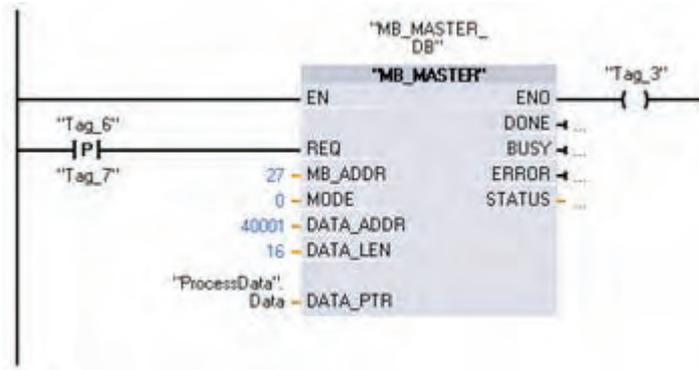 "MB_MASTER_
DB"
"MB_MASTER"
"Tag_3"
EN
ENO
"Tag_6"
DONE
...
P
REQ
BUSY
...
"Tag_7"
27
MB_ADDR
ERROR
...
0
MODE
STATUS
...
40001
DATA_ADDR
16
DATA_LEN
"ProcessData".
Data
DATA_PTR